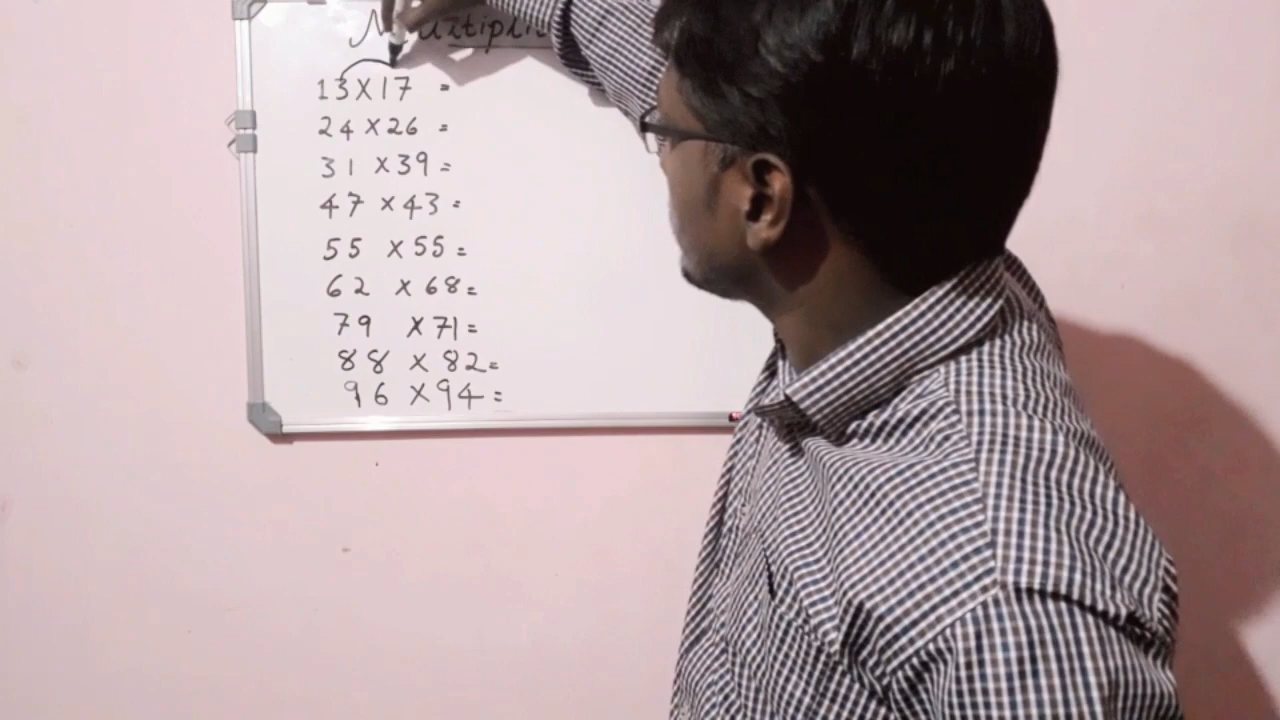 13 X 17 =
24 X 26 =
31 X 39 =
47 X 43 =
55 X 55 =
62 X 68 =
79 X 71 =
88 X 82 =
96 X 94 =